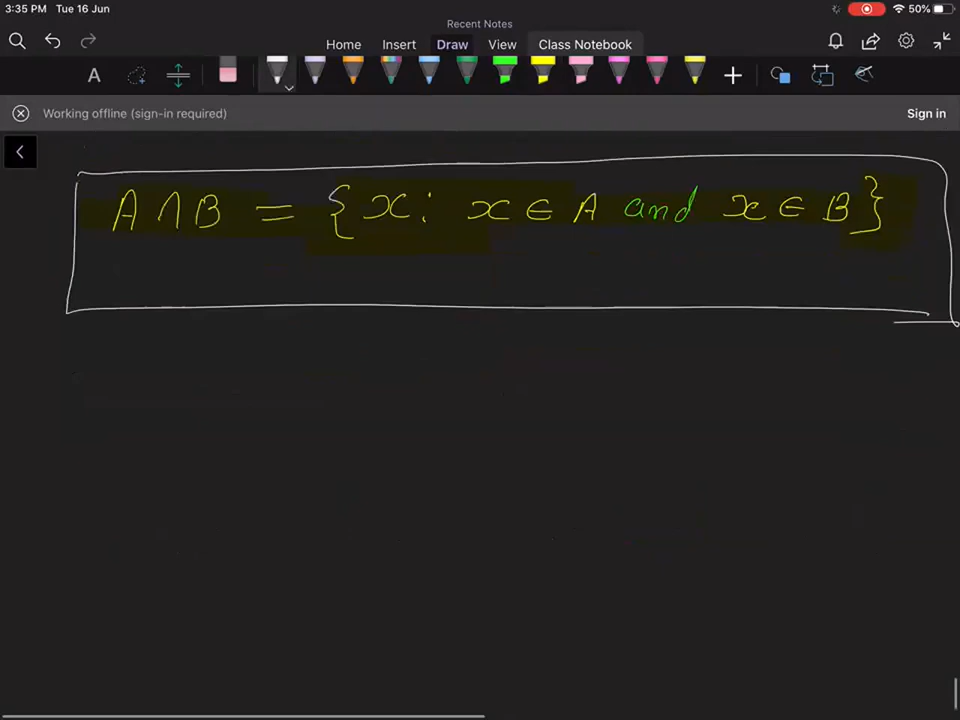 3:35 PM Tue 16 Jun
Recent Notes
50%
Home Insert Draw View Class Notebook
A
Working offline (sign-in required)
Sign in
A ∩ B = {x : x ∈ A and x ∈ B}